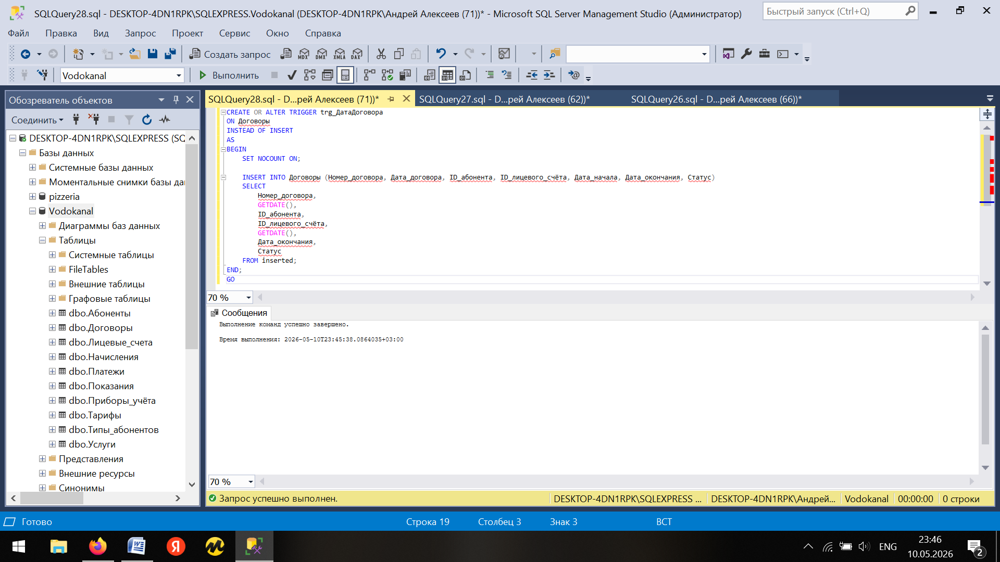 SQLQuery28.sql - DESKTOP-4DN1RPK\SQLEXPRESS.Vodokanal (DESKTOP-4DN1RPK\Андрей Алексеев (71))* - Microsoft SQL Server Management Studio (Администратор)
Быстрый запуск (Ctrl+Q)
Файл Правка Вид Запрос Проект Сервис Окно Справка
Создать запрос MDX DMX XMLA DAX
Vodokanal Выполнить
Обозреватель объектов
SQLQuery28.sql - D...рей Алексеев (71))* SQLQuery27.sql - D...рей Алексеев (62))* SQLQuery26.sql - D...рей Алексеев (66))*
Соединить
DESKTOP-4DN1RPK\SQLEXPRESS (SQ
Базы данных
Системные базы данных
Моментальные снимки базы да
pizzeria
Vodokanal
Диаграммы баз данных
Таблицы
Системные таблицы
FileTables
Внешние таблицы
Графовые таблицы
dbo.Абоненты
dbo.Договоры
dbo.Лицевые_счета
dbo.Начисления
dbo.Платежи
dbo.Показания
dbo.Приборы_учёта
dbo.Тарифы
dbo.Типы_абонентов
dbo.Услуги
Представления
Внешние ресурсы
Синонимы
CREATE OR ALTER TRIGGER trg_ДатаДоговора
ON Договоры
INSTEAD OF INSERT
AS
BEGIN
SET NOCOUNT ON;
INSERT INTO Договоры (Номер_договора, Дата_договора, ID_абонента, ID_лицевого_счёта, Дата_начала, Дата_окончания, Статус)
SELECT
Номер_договора,
GETDATE(),
ID_абонента,
ID_лицевого_счёта,
GETDATE(),
Дата_окончания,
Статус
FROM inserted;
END;
GO
70 %
Сообщения
Выполнение команд успешно завершено.
Время выполнения: 2026-05-10T23:45:38.0864035+03:00
70 %
Запрос успешно выполнен. DESKTOP-4DN1RPK\SQLEXPRESS ... DESKTOP-4DN1RPK\Андрей... Vodokanal 00:00:00 0 строки
Готово Строка 19 Столбец 3 Знак 3 ВСТ
Я ENG 23:46
10.05.2026 2